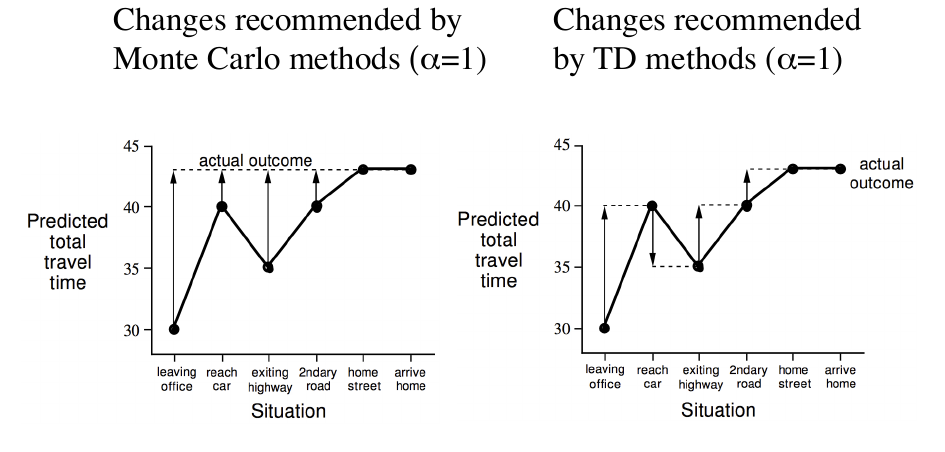 Changes recommended by
Monte Carlo methods (α=1)
45
40
35
30
actual outcome
Predicted
total
travel
time
leaving
office
reach
car
exiting
highway
2ndary
road
home
street
arrive
home
Situation
Changes recommended
by TD methods (α=1)
45
40
35
30
actual
outcome
Predicted
total
travel
time
leaving
office
reach
car
exiting
highway
2ndary
road
home
street
arrive
home
Situation